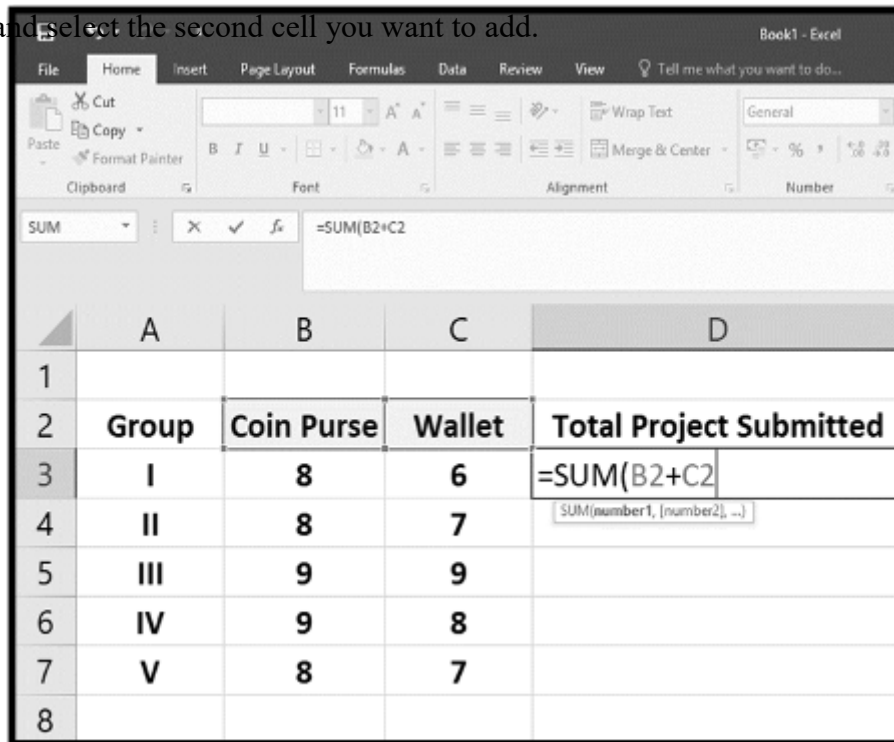 and select the second cell you want to add.
Book1 - Excel
File Home Insert Page Layout Formulas Data Review View Tell me what you want to do...
Cut
Copy
Paste
Format Painter
11 A A Wrap Text General
B I U A Merge & Center % ,
Clipboard Font Alignment Number
SUM fx =SUM(B2+C2
A B C D
1
2 Group Coin Purse Wallet Total Project Submitted
3 I 8 6 =SUM(B2+C2
SUM(number1, [number2], ...)
4 II 8 7
5 III 9 9
6 IV 9 8
7 V 8 7
8